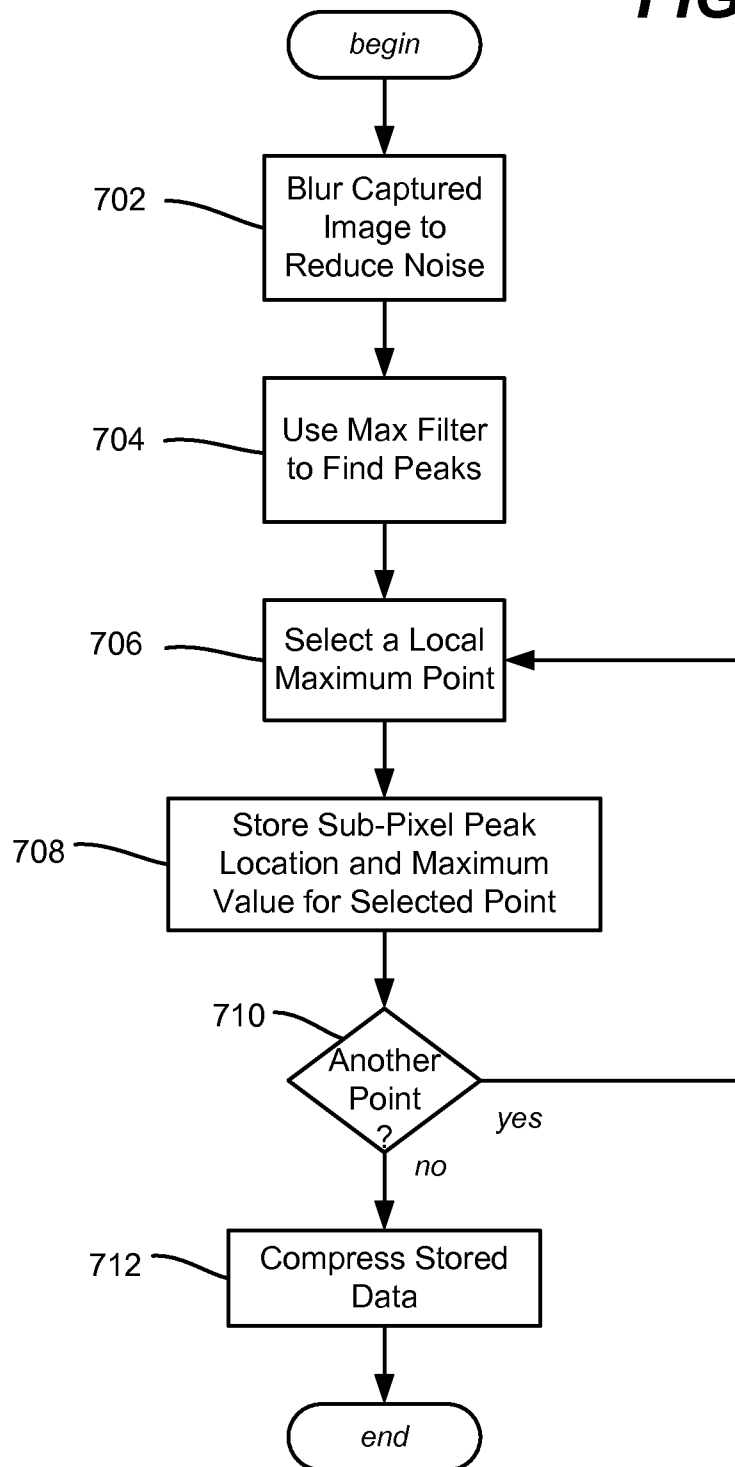 FIG
begin
702
Blur Captured
Image to
Reduce Noise
704
Use Max Filter
to Find Peaks
706
Select a Local
Maximum Point
708
Store Sub-Pixel Peak
Location and Maximum
Value for Selected Point
710
Another
Point
?
yes
no
712
Compress Stored
Data
end